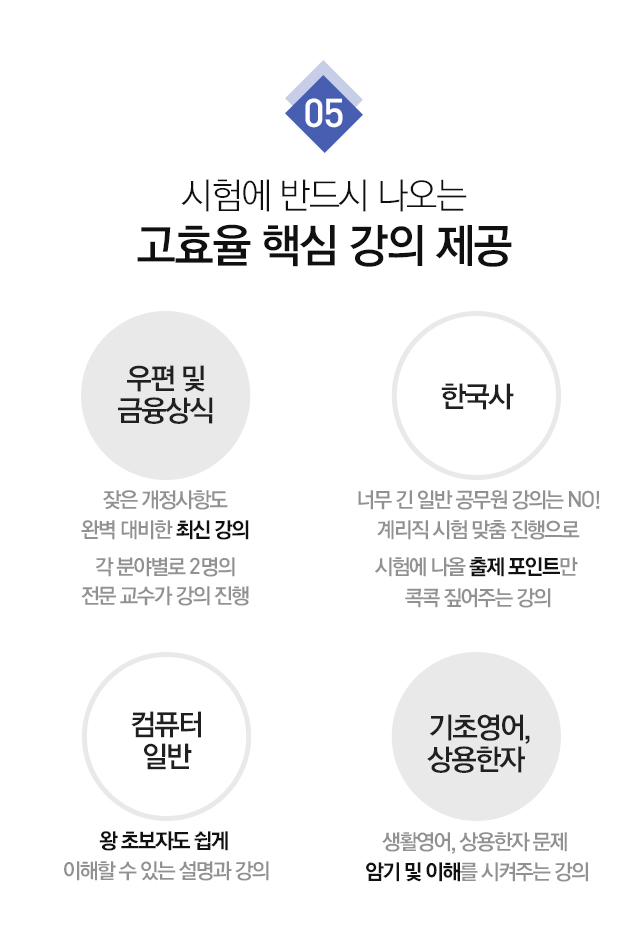 05
시험에 반드시 나오는
고효율 핵심 강의 제공
우편 및
금융상식
잦은 개정사항도
완벽 대비한 최신 강의
각 분야별로 2명의
전문 교수가 강의 진행
한국사
너무 긴 일반 공무원 강의는 NO!
계리직 시험 맞춤 진행으로
시험에 나올 출제 포인트만
콕콕 짚어주는 강의
컴퓨터
일반
왕 초보자도 쉽게
이해할 수 있는 설명과 강의
기초영어,
상용한자
생활영어, 상용한자 문제
암기 및 이해를 시켜주는 강의